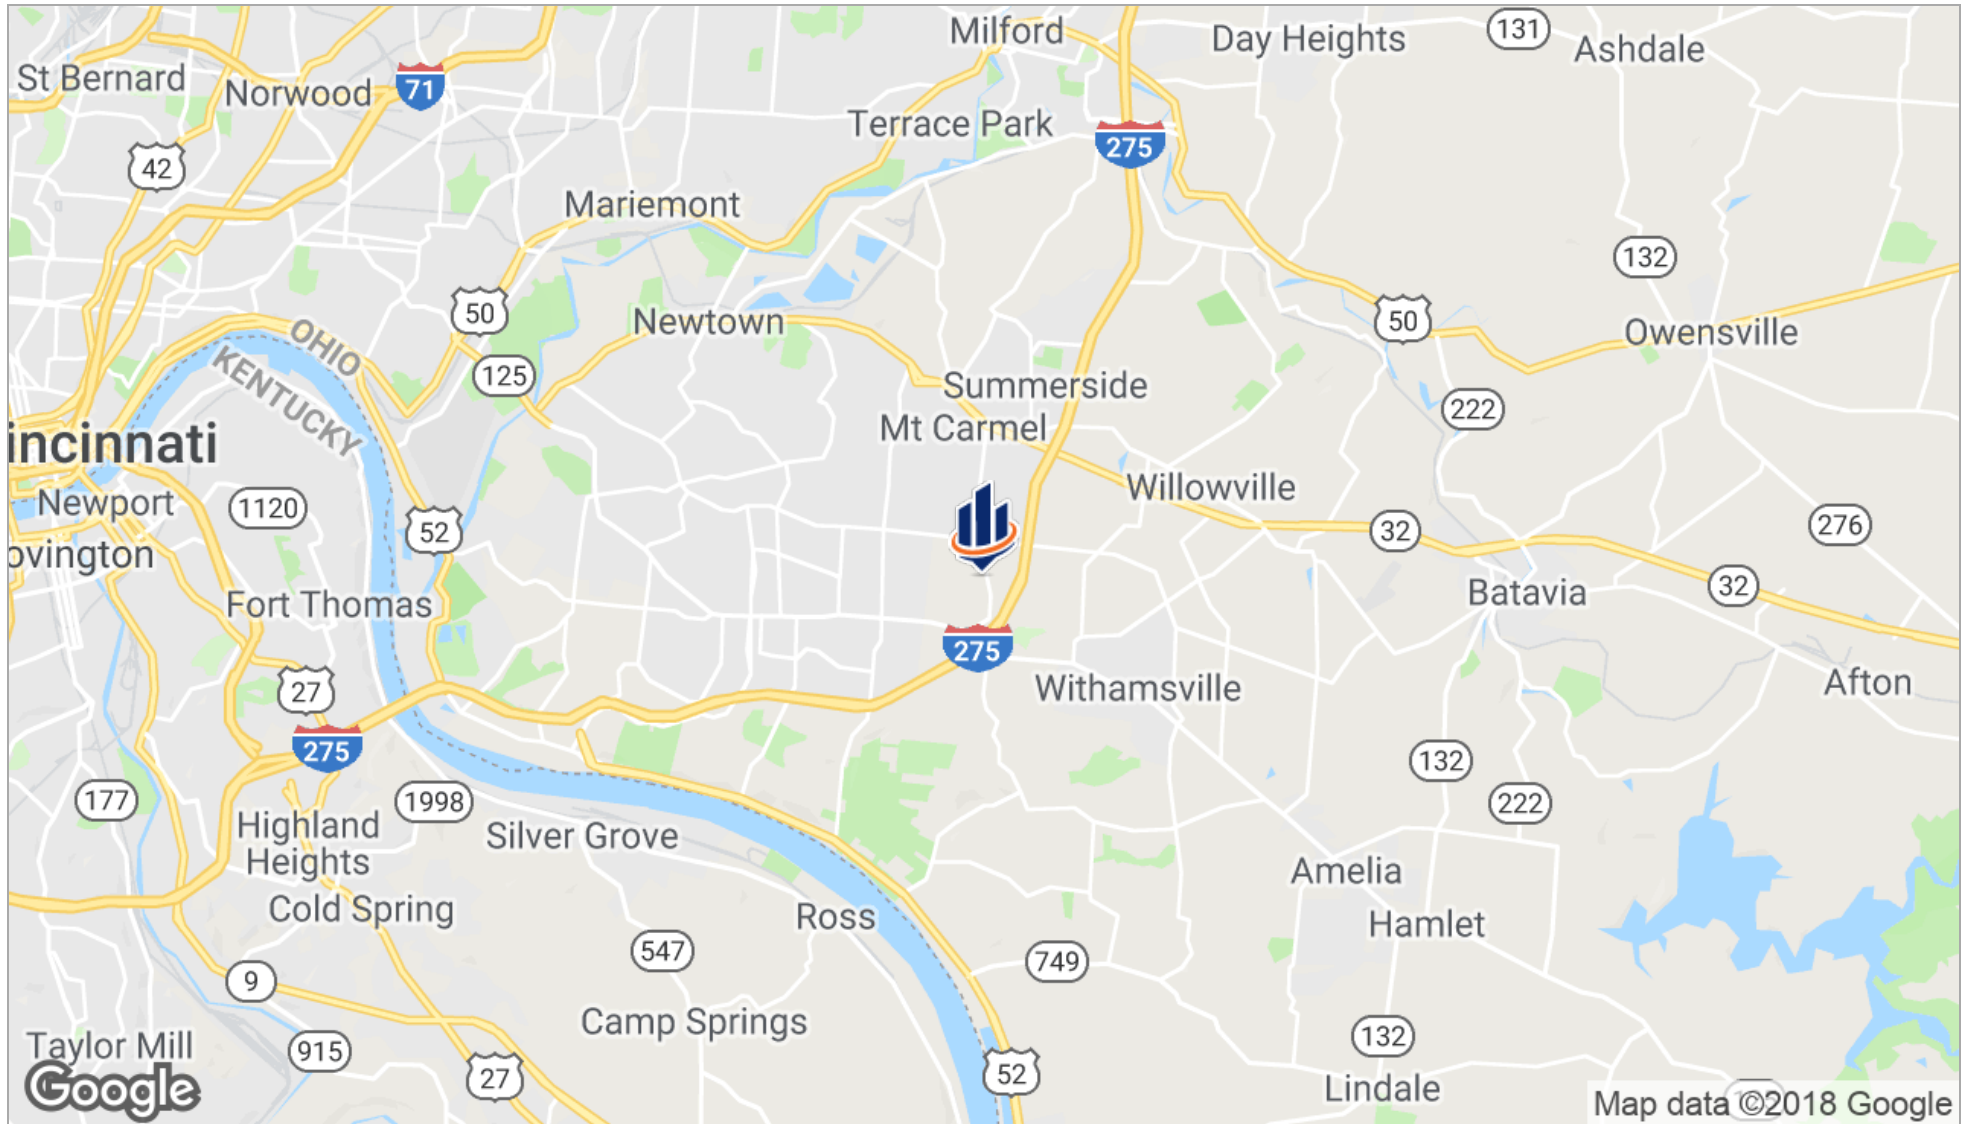 Milford
Day Heights
131
Ashdale
St Bernard
Norwood
71
Terrace Park
275
42
Mariemont
132
50
Newtown
50
Owensville
OHIO
KENTUCKY
125
Summerside
222
Mt Carmel
incinnati
Willowville
Newport
1120
52
32
276
ovington
Batavia
32
Fort Thomas
275
27
Withamsville
Afton
275
132
177
1998
222
Highland
Heights
Silver Grove
Amelia
Cold Spring
Ross
Hamlet
547
749
9
Camp Springs
132
Taylor Mill
915
27
52
Lindale
Google
Map data ©2018 Google